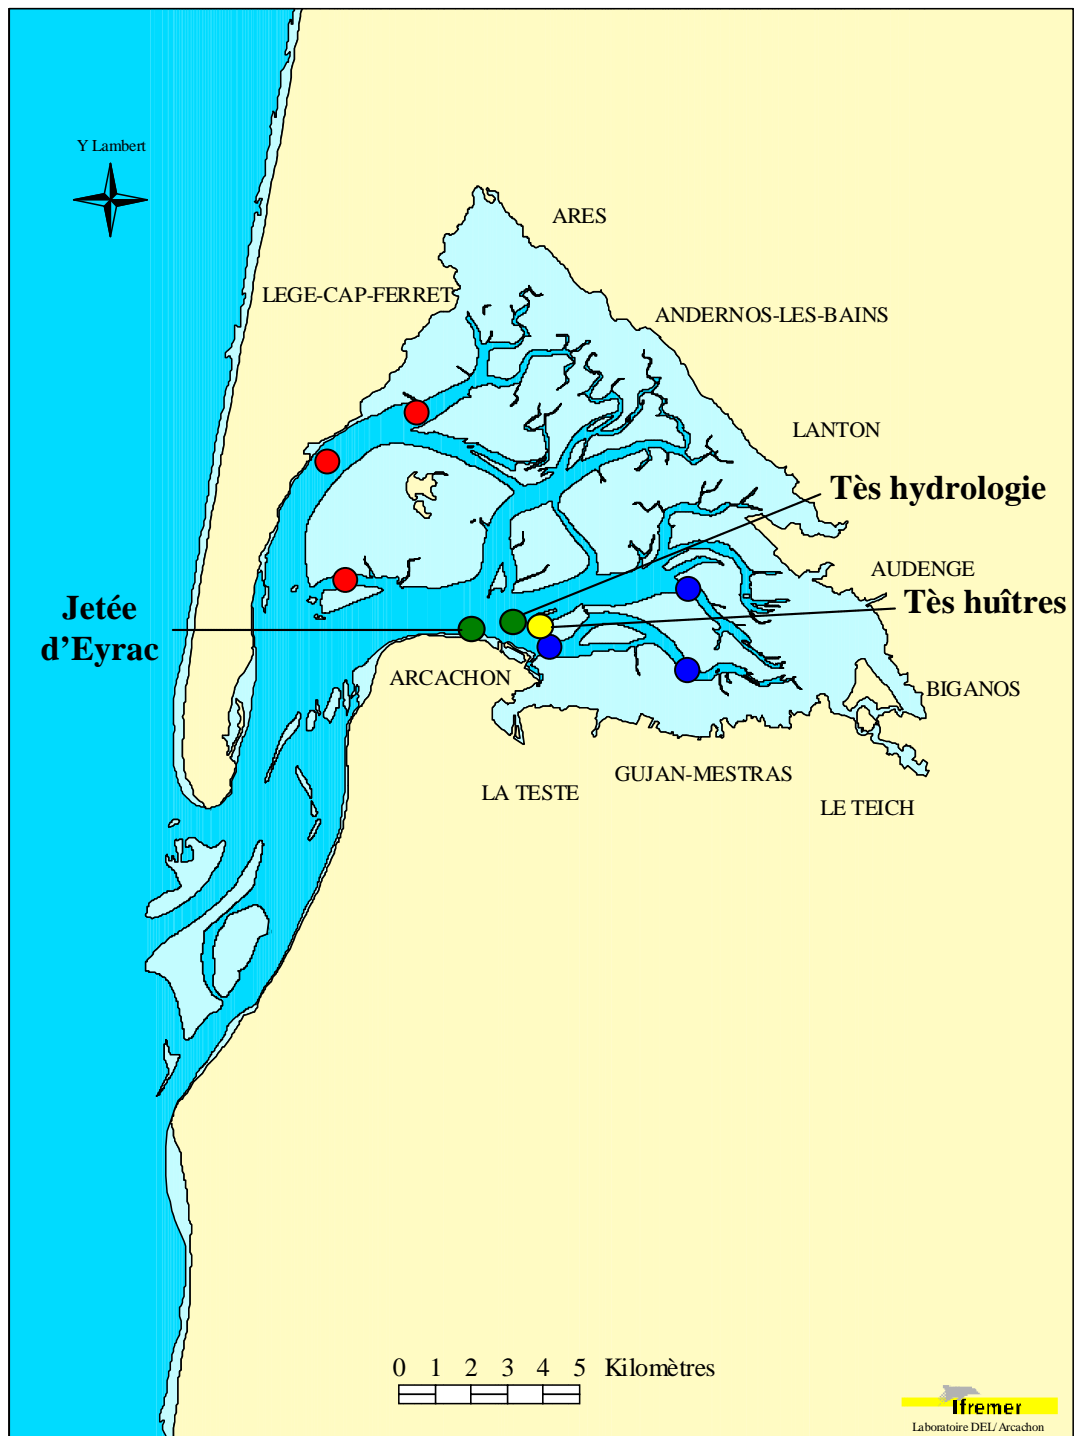 Y Lambert
ARES
LEGE-CAP-FERRET
ANDERNOS-LES-BAINS
LANTON
Tès hydrologie
AUDENGE
Tès huîtres
Jetée
d'Eyrac
ARCACHON
BIGANOS
GUJAN-MESTRAS
LA TESTE
LE TEICH
0 1 2 3 4 5 Kilomètres
Ifremer
Laboratoire DEL/Arcachon